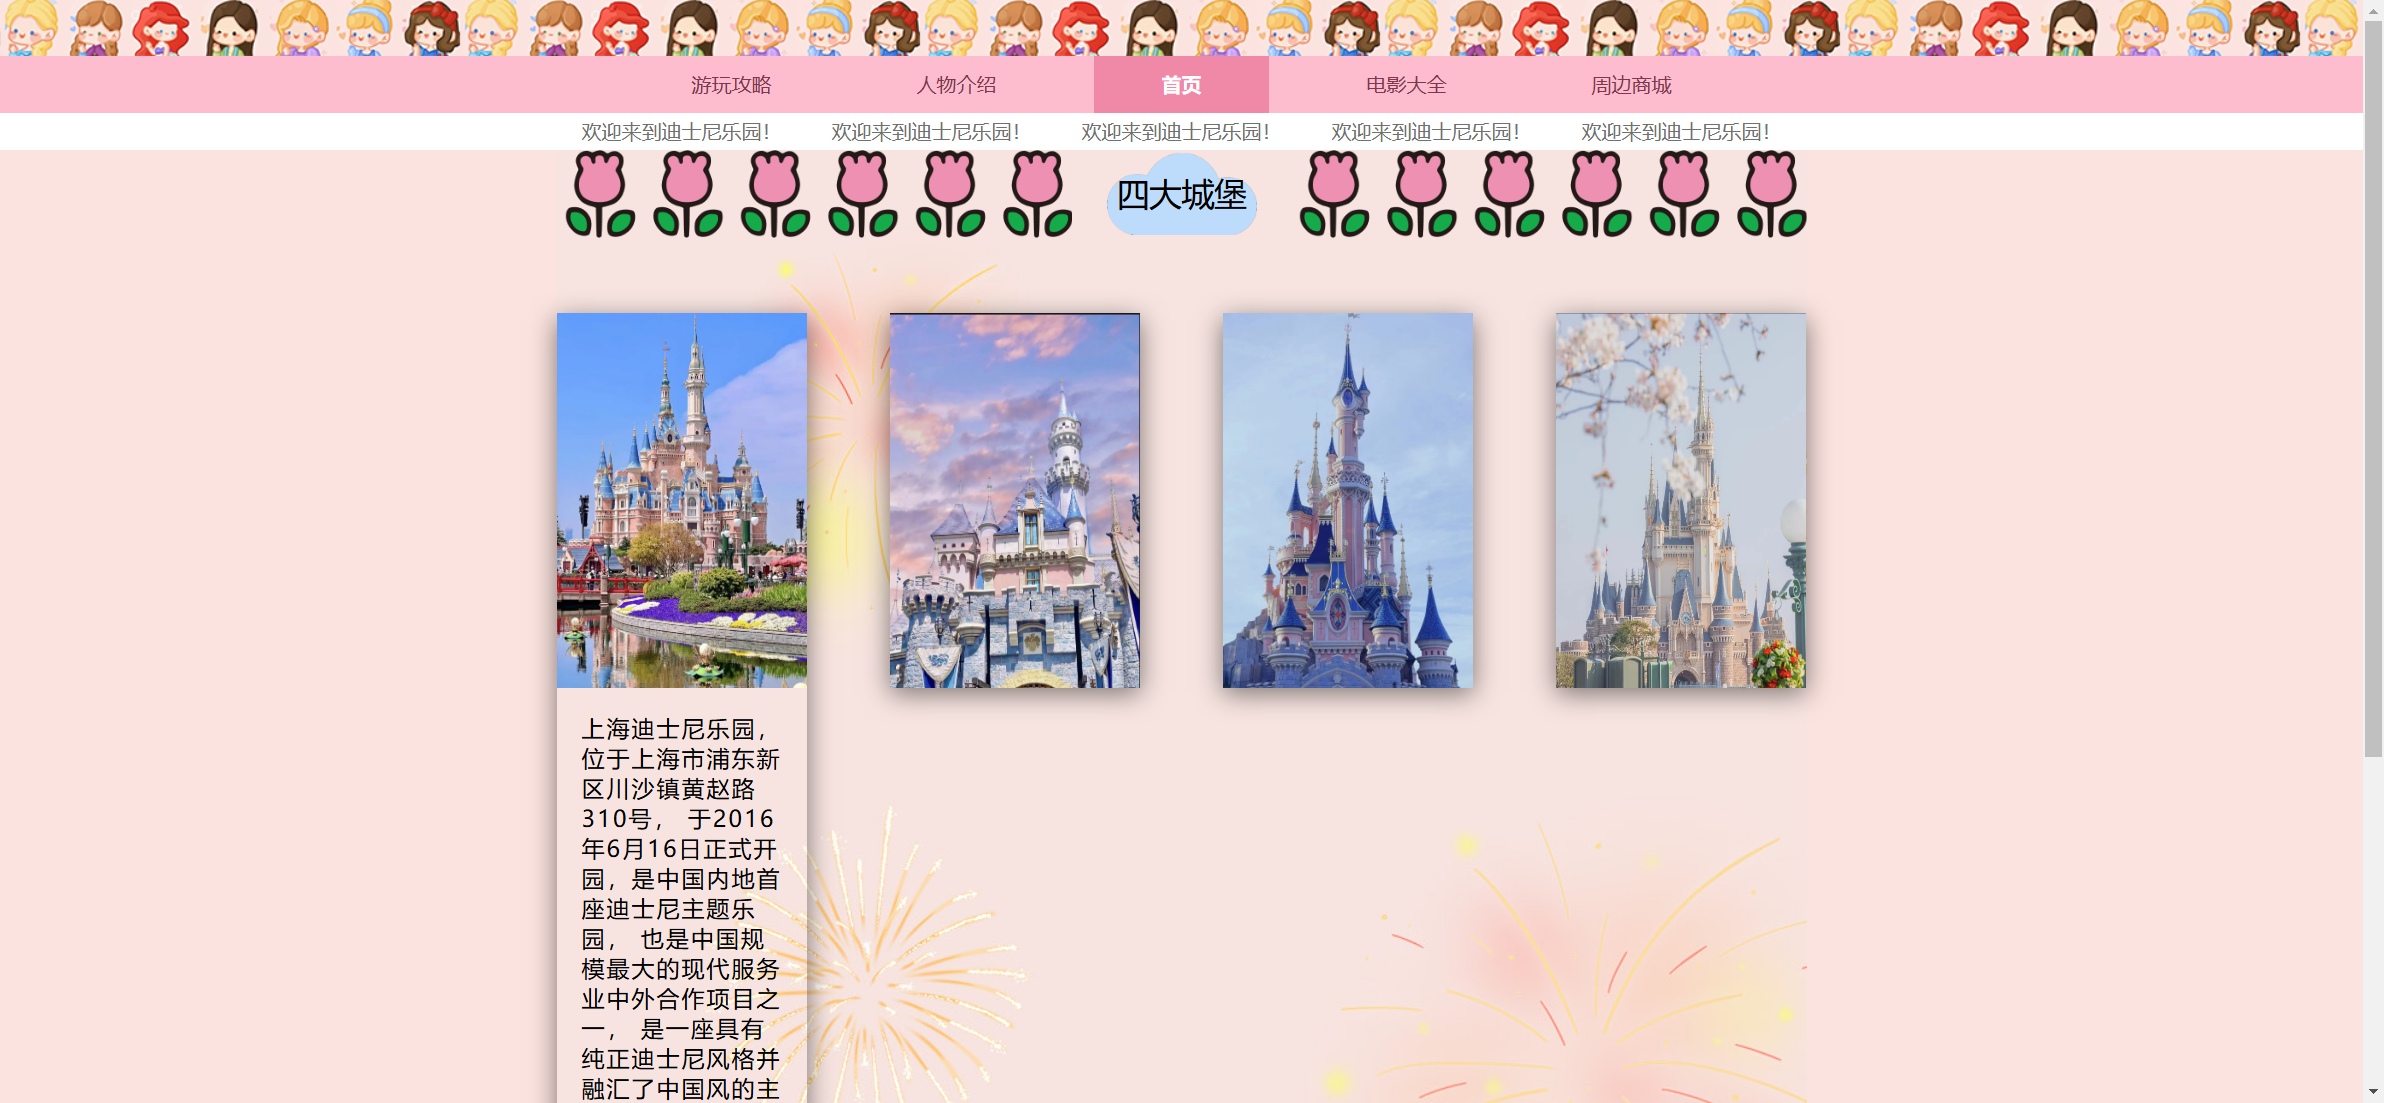 游玩攻略 人物介绍 首页 电影大全 周边商城
欢迎来到迪士尼乐园！ 欢迎来到迪士尼乐园！ 欢迎来到迪士尼乐园！ 欢迎来到迪士尼乐园！ 欢迎来到迪士尼乐园！
四大城堡
上海迪士尼乐园，
位于上海市浦东新
区川沙镇黄赵路
310号， 于2016
年6月16日正式开
园，是中国内地首
座迪士尼主题乐
园， 也是中国规
模最大的现代服务
业中外合作项目之
一， 是一座具有
纯正迪士尼风格并
融汇了中国风的主